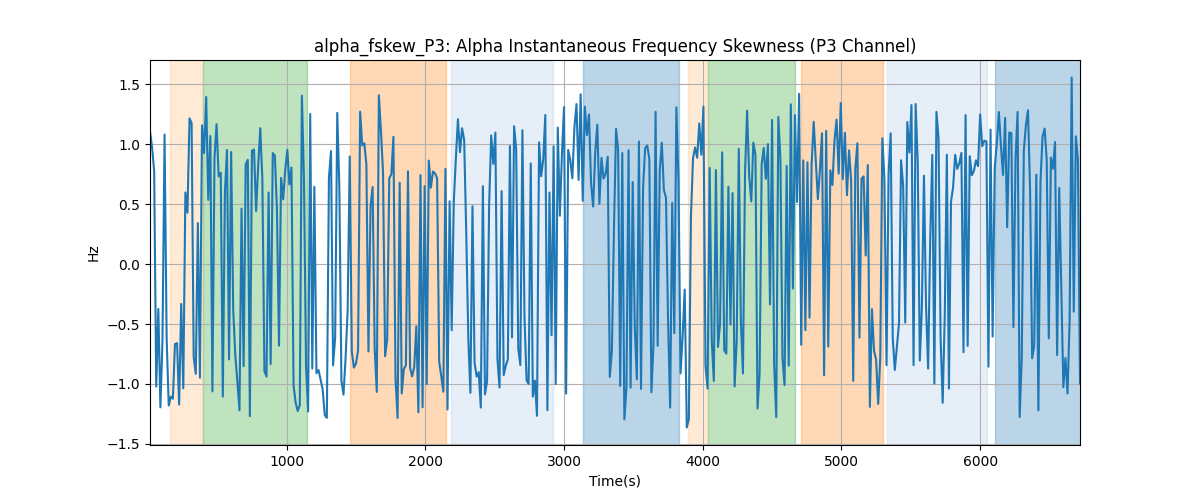 alpha_fskew_P3: Alpha Instantaneous Frequency Skewness (P3 Channel)
1.5
1.0
0.5
0.0
−0.5
−1.0
−1.5
Hz
1000 2000 3000 4000 5000 6000
Time(s)